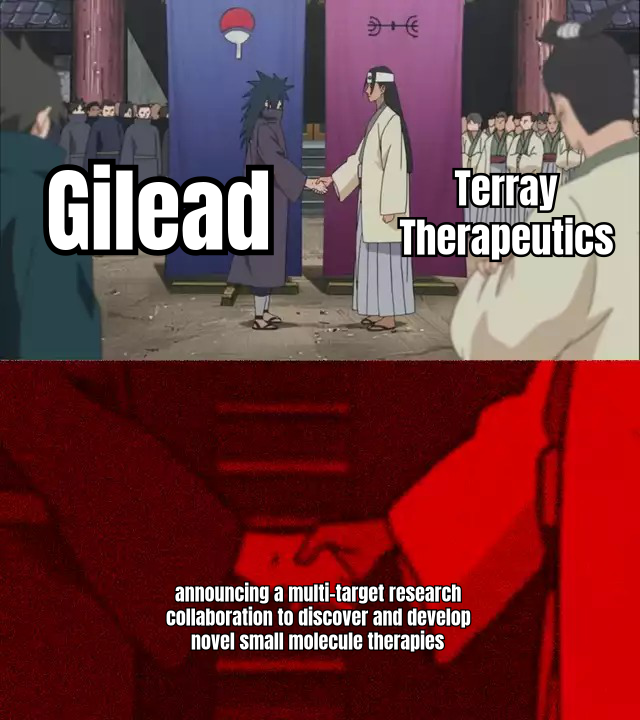 Gilead
Terray
Therapeutics
announcing a multi-target research
collaboration to discover and develop
novel small molecule therapies